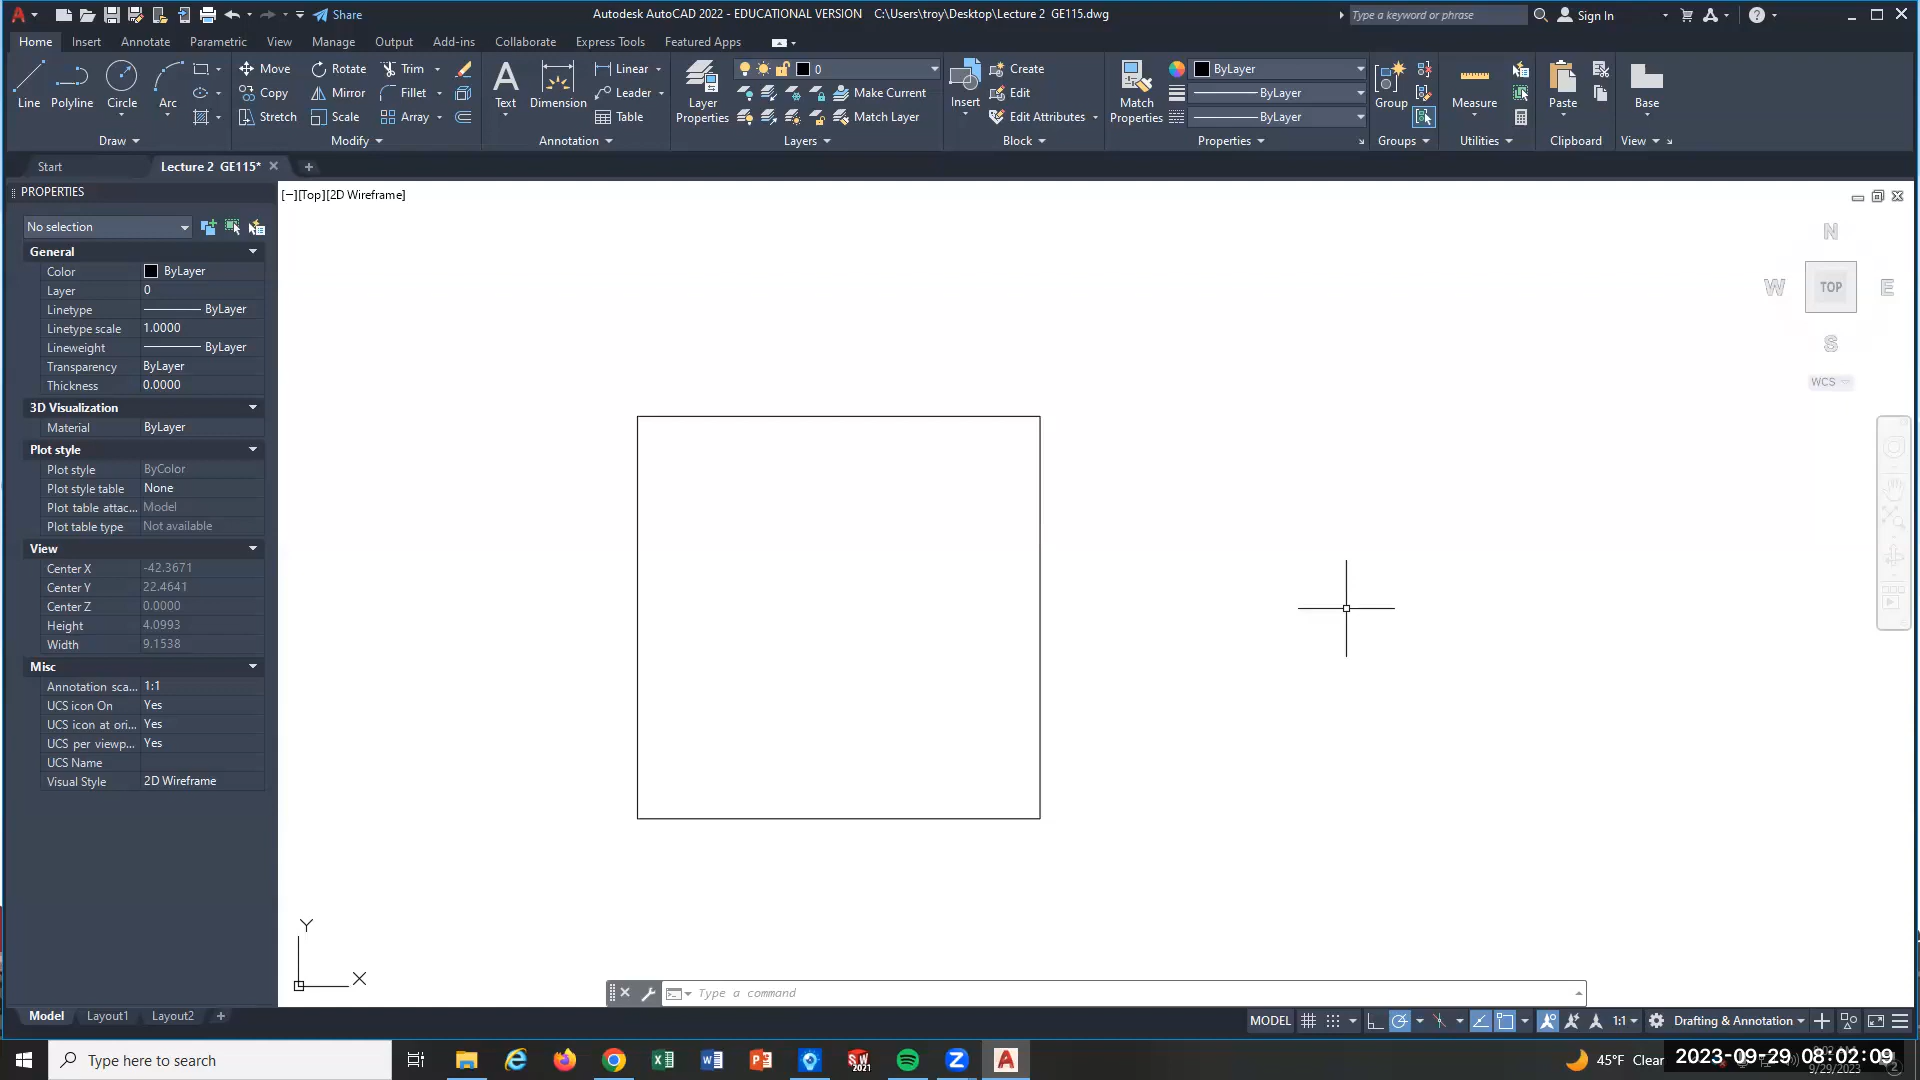 Share
Autodesk AutoCAD 2022 - EDUCATIONAL VERSION C:\Users\troy\Desktop\Lecture 2 GE115.dwg
Type a keyword or phrase
Sign In
Home Insert Annotate Parametric View Manage Output Add-ins Collaborate Express Tools Featured Apps
Line Polyline Circle Arc
Move Rotate Trim
Copy Mirror Fillet
Stretch Scale Array
Text Dimension
Linear
Leader
Table
Layer Properties
0
Make Current
Match Layer
Insert
Create
Edit
Edit Attributes
Match Properties
ByLayer
ByLayer
ByLayer
Group
Measure
Paste
Base
Draw Modify Annotation Layers Block Properties Groups Utilities Clipboard View
Start Lecture 2 GE115*
PROPERTIES
No selection
General
Color ByLayer
Layer 0
Linetype ByLayer
Linetype scale 1.0000
Lineweight ByLayer
Transparency ByLayer
Thickness 0.0000
3D Visualization
Material ByLayer
Plot style
Plot style ByColor
Plot style table None
Plot table attac... Model
Plot table type Not available
View
Center X -42.3671
Center Y 22.4641
Center Z 0.0000
Height 4.0993
Width 9.1538
Misc
Annotation sca... 1:1
UCS icon On Yes
UCS icon at ori... Yes
UCS per viewp... Yes
UCS Name
Visual Style 2D Wireframe
[−][Top][2D Wireframe]
N
W TOP E
S
WCS
Y
X
Type a command
Model Layout1 Layout2
MODEL 1:1 Drafting & Annotation
Type here to search
SW 2021
45°F Clear
2023-09-29 08:02:09
9/29/2023
2